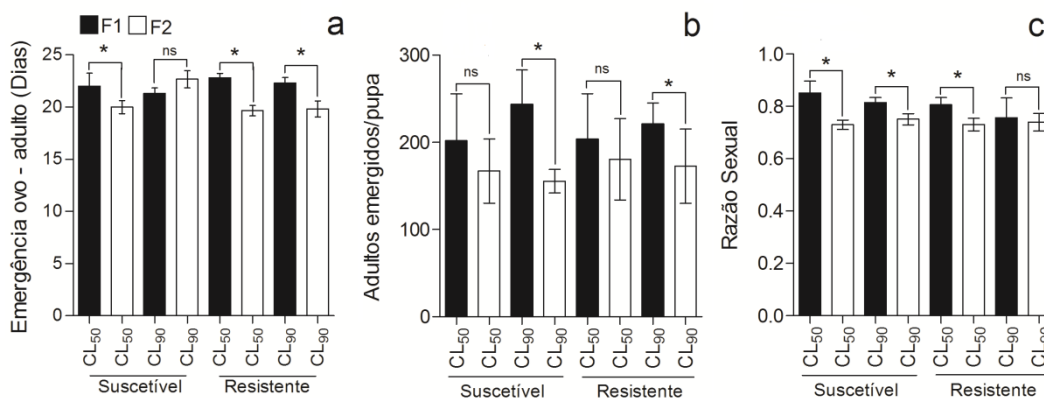 F1 F2
a
Emergência ovo - adulto (Dias)
25
20
15
10
5
0
* ns * *
CL50 CL50 CL90 CL90 CL50 CL50 CL90 CL90
Suscetível Resistente
b
Adultos emergidos/pupa
300
200
100
0
ns * ns *
CL50 CL50 CL90 CL90 CL50 CL50 CL90 CL90
Suscetível Resistente
c
Razão Sexual
1.0
0.8
0.6
0.4
0.2
0.0
* * * ns
CL50 CL50 CL90 CL90 CL50 CL50 CL90 CL90
Suscetível Resistente